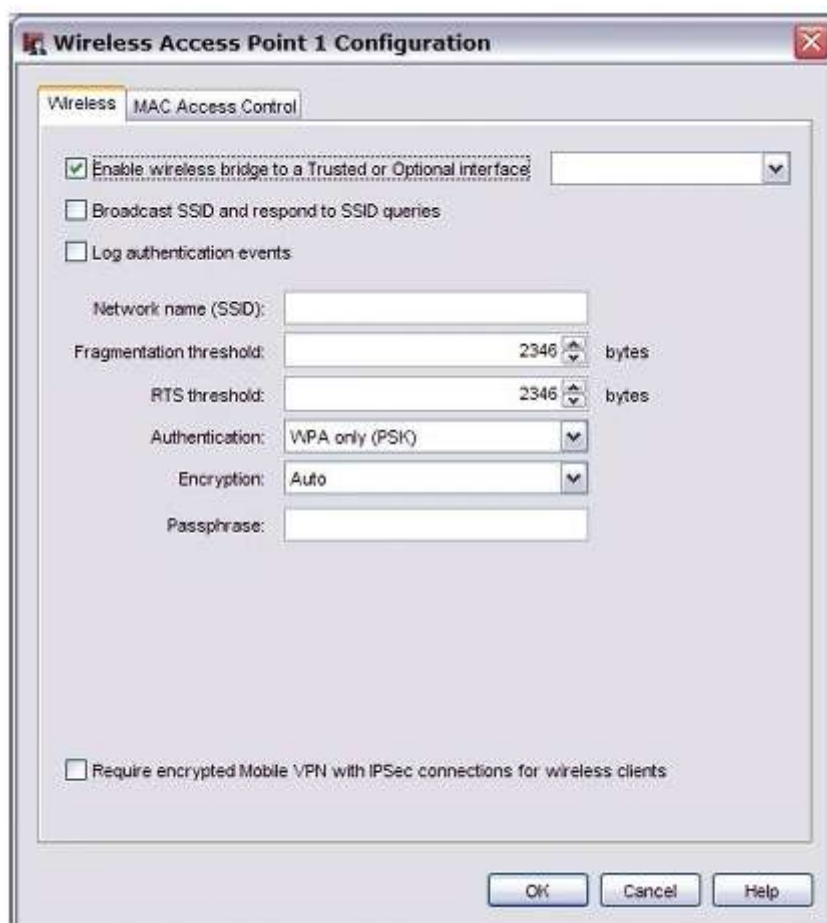 Wireless Access Point 1 Configuration
Wireless MAC Access Control
Enable wireless bridge to a Trusted or Optional interface
Broadcast SSID and respond to SSID queries
Log authentication events
Network name (SSID):
Fragmentation threshold: 2346 bytes
RTS threshold: 2346 bytes
Authentication: WPA only (PSK)
Encryption: Auto
Passphrase:
Require encrypted Mobile VPN with IPSec connections for wireless clients
OK Cancel Help